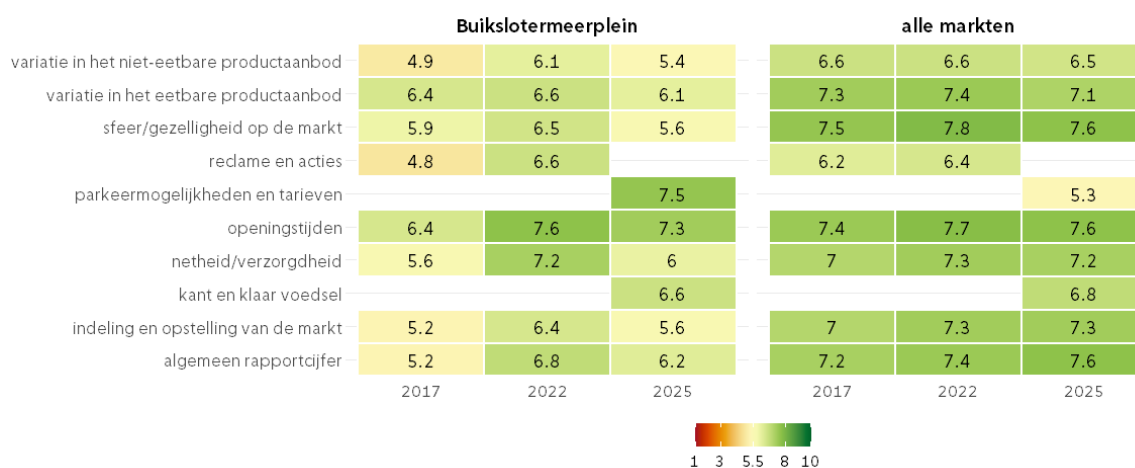 Buikslotermeerplein alle markten
variatie in het niet-eetbare productaanbod 4.9 6.1 5.4 6.6 6.6 6.5
variatie in het eetbare productaanbod 6.4 6.6 6.1 7.3 7.4 7.1
sfeer/gezelligheid op de markt 5.9 6.5 5.6 7.5 7.8 7.6
reclame en acties 4.8 6.6 6.2 6.4
parkeermogelijkheden en tarieven 7.5 5.3
openingstijden 6.4 7.6 7.3 7.4 7.7 7.6
netheid/verzorgdheid 5.6 7.2 6 7 7.3 7.2
kant en klaar voedsel 6.6 6.8
indeling en opstelling van de markt 5.2 6.4 5.6 7 7.3 7.3
algemeen rapportcijfer 5.2 6.8 6.2 7.2 7.4 7.6
2017 2022 2025 2017 2022 2025
1 3 5.5 8 10